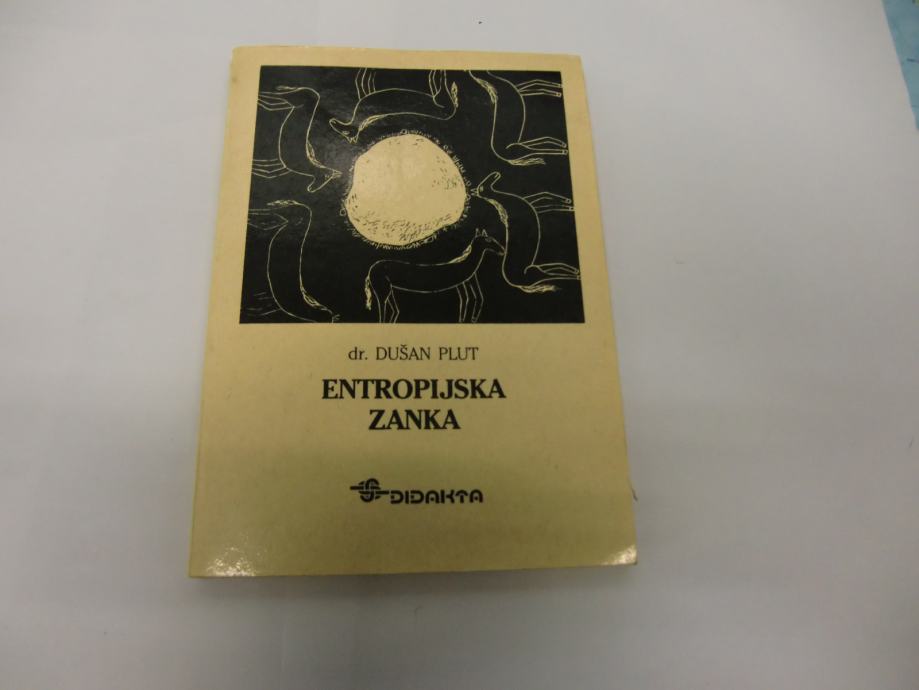 dr. DUŠAN PLUT
ENTROPIJSKA
ZANKA
DIDAKTA